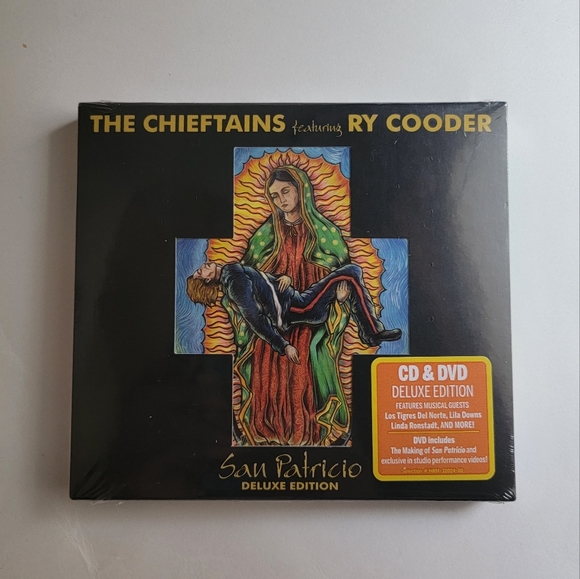 THE CHIEFTAINS featuring RY COODER
CD & DVD
DELUXE EDITION
FEATURES MUSICAL GUESTS
Los Tigres Del Norte, Lila Downs
Linda Ronstadt, AND MORE!
DVD includes
The Making of San Patricio and
exclusive in studio performance videos!
San Patricio
DELUXE EDITION